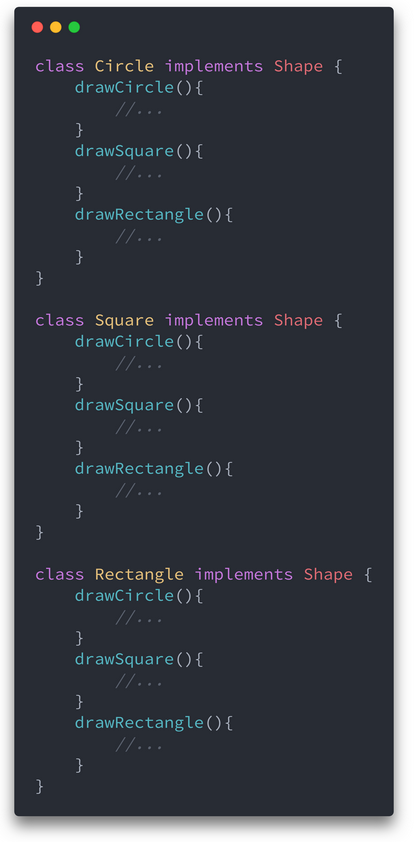 class Circle implements Shape {
    drawCircle(){
        //...
    }
    drawSquare(){
        //...
    }
    drawRectangle(){
        //...
    }
}
class Square implements Shape {
    drawCircle(){
        //...
    }
    drawSquare(){
        //...
    }
    drawRectangle(){
        //...
    }
}
class Rectangle implements Shape {
    drawCircle(){
        //...
    }
    drawSquare(){
        //...
    }
    drawRectangle(){
        //...
    }
}